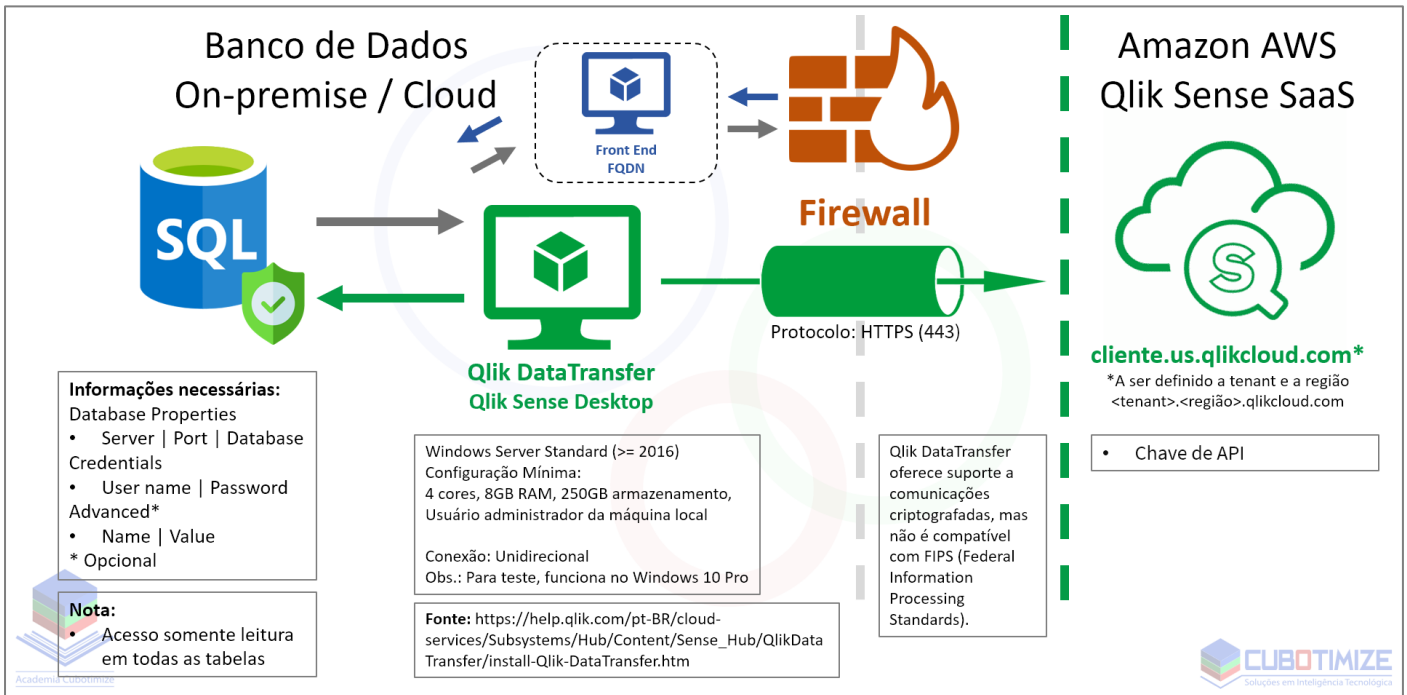 Banco de Dados
On-premise / Cloud
Front End
FQDN
Amazon AWS
Qlik Sense SaaS
SQL
Firewall
S
Protocolo: HTTPS (443)
Qlik DataTransfer
Qlik Sense Desktop
cliente.us.qlikcloud.com*
*A ser definido a tenant e a região
<tenant>.<região>.qlikcloud.com
Informações necessárias:
Database Properties
• Server | Port | Database
Credentials
• User name | Password
Advanced*
• Name | Value
* Opcional
Nota:
• Acesso somente leitura
em todas as tabelas
Windows Server Standard (>= 2016)
Configuração Mínima:
4 cores, 8GB RAM, 250GB armazenamento,
Usuário administrador da máquina local
Conexão: Unidirecional
Obs.: Para teste, funciona no Windows 10 Pro
Fonte: https://help.qlik.com/pt-BR/cloud-
services/Subsystems/Hub/Content/Sense_Hub/QlikData
Transfer/install-Qlik-DataTransfer.htm
Qlik DataTransfer
oferece suporte a
comunicações
criptografadas, mas
não é compatível
com FIPS (Federal
Information
Processing
Standards).
• Chave de API
Academia Cubotimize
CUBOTIMIZE
Soluções em Inteligência Tecnológica